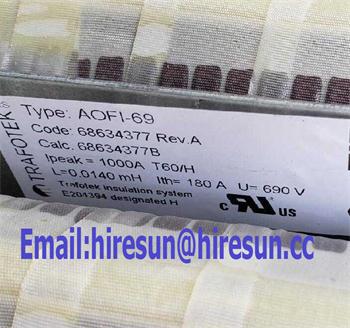 TRAFOTEK
Type: AOFI-69
Code: 68634377 Rev.A
Calc. 68634377B
Ipeak = 1000A T60/H
L=0.0140 mH Ith= 180 A U= 690 V
Trafotek insulation system
E201394 designated H
c RU US
Email:hiresun@hiresun.cc